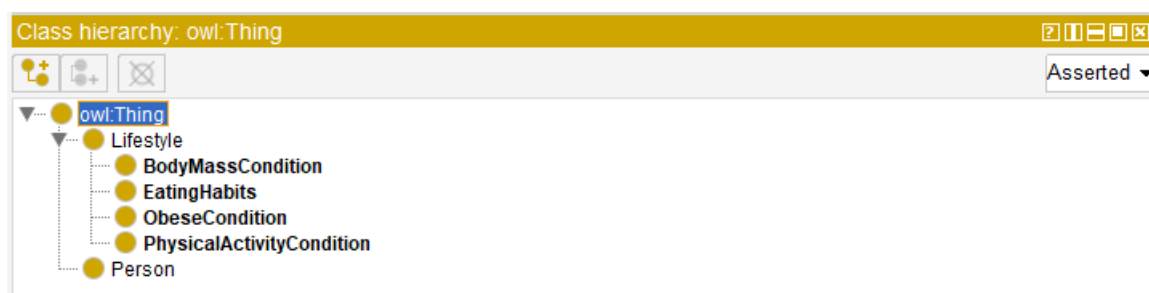 Class hierarchy: owl:Thing
Asserted
owl:Thing
Lifestyle
BodyMassCondition
EatingHabits
ObeseCondition
PhysicalActivityCondition
Person